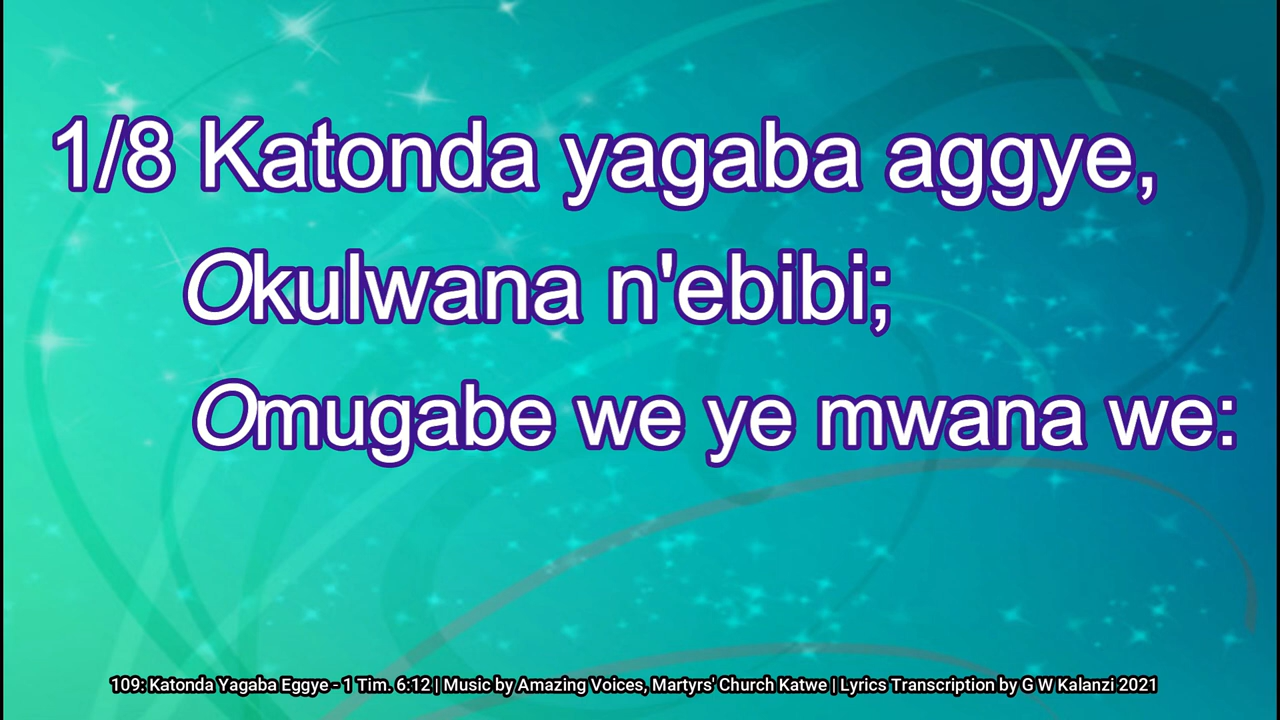 1/8 Katonda yagaba aggye,
Okulwana n'ebibi;
Omugabe we ye mwana we:
109: Katonda Yagaba Eggye - 1 Tim. 6:12 | Music by Amazing Voices, Martyrs' Church Katwe | Lyrics Transcription by G W Kalanzi 2021